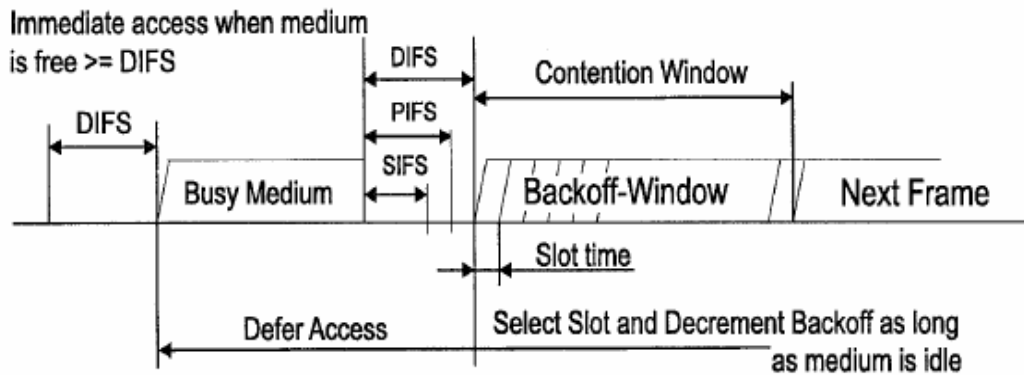 Immediate access when medium
is free >= DIFS
DIFS
DIFS
PIFS
SIFS
Contention Window
Busy Medium
Backoff-Window
Next Frame
Slot time
Defer Access
Select Slot and Decrement Backoff as long
as medium is idle